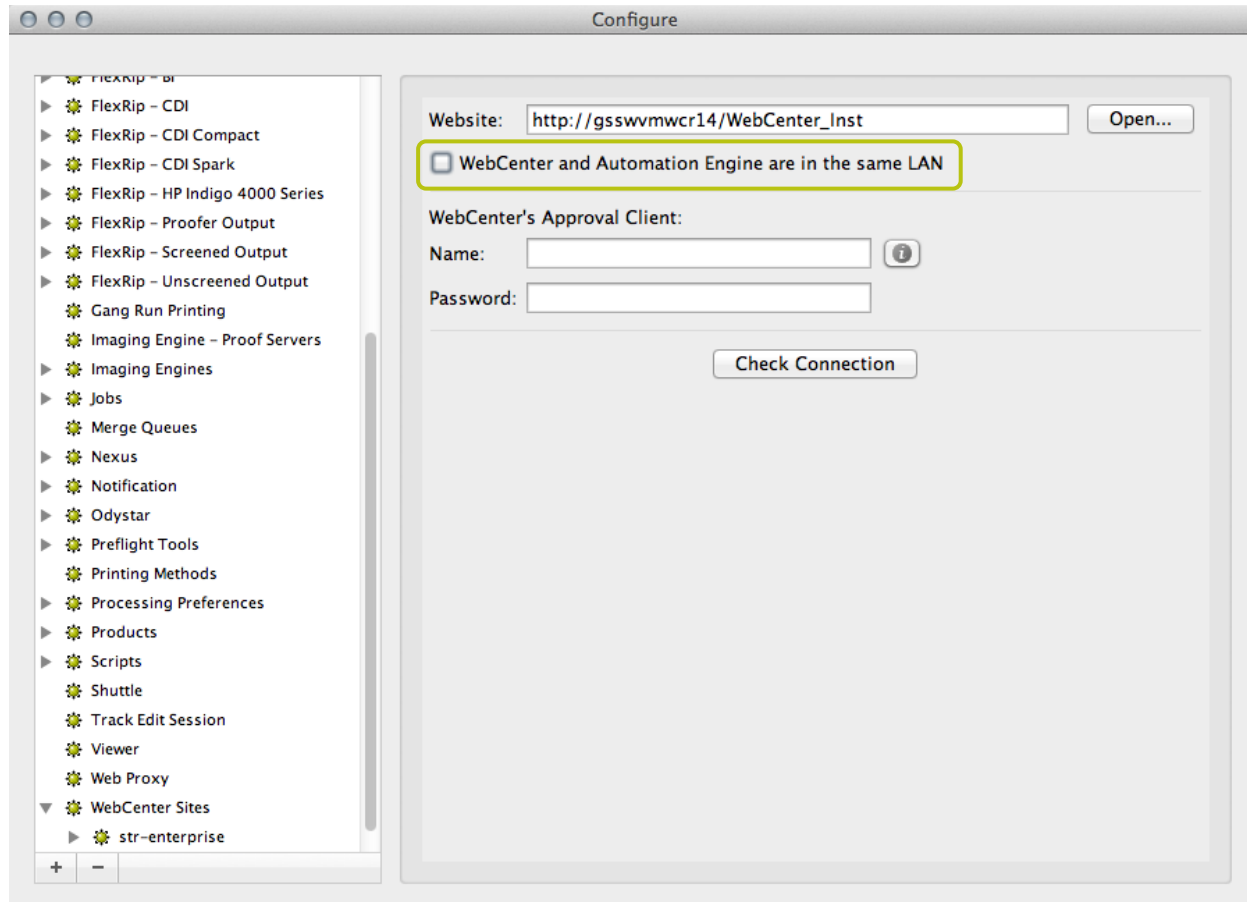 Configure
FlexRip – BI
FlexRip – CDI
FlexRip – CDI Compact
FlexRip – CDI Spark
FlexRip – HP Indigo 4000 Series
FlexRip – Proofer Output
FlexRip – Screened Output
FlexRip – Unscreened Output
Gang Run Printing
Imaging Engine – Proof Servers
Imaging Engines
Jobs
Merge Queues
Nexus
Notification
Odystar
Preflight Tools
Printing Methods
Processing Preferences
Products
Scripts
Shuttle
Track Edit Session
Viewer
Web Proxy
WebCenter Sites
str-enterprise
+ −
Website: http://gsswvmwcr14/WebCenter_Inst Open...
WebCenter and Automation Engine are in the same LAN
WebCenter's Approval Client:
Name:
Password:
Check Connection